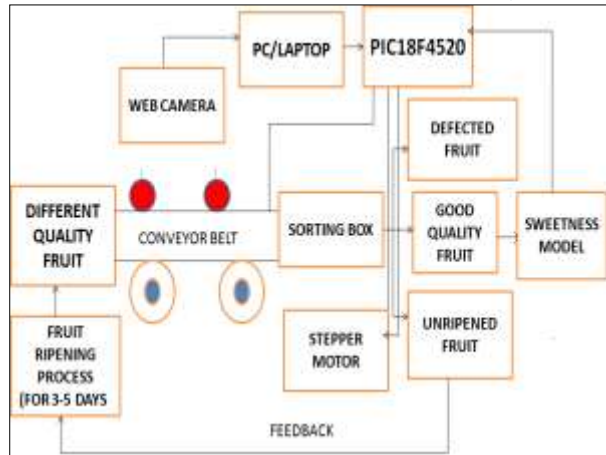 PC/LAPTOP
PIC18F4520
WEB CAMERA
DEFECTED
FRUIT
DIFFERENT
QUALITY
FRUIT
CONVEYOR BELT
SORTING BOX
GOOD
QUALITY
FRUIT
SWEETNESS
MODEL
FRUIT
RIPENING
PROCESS
(FOR 3-5 DAYS
STEPPER
MOTOR
UNRIPENED
FRUIT
FEEDBACK